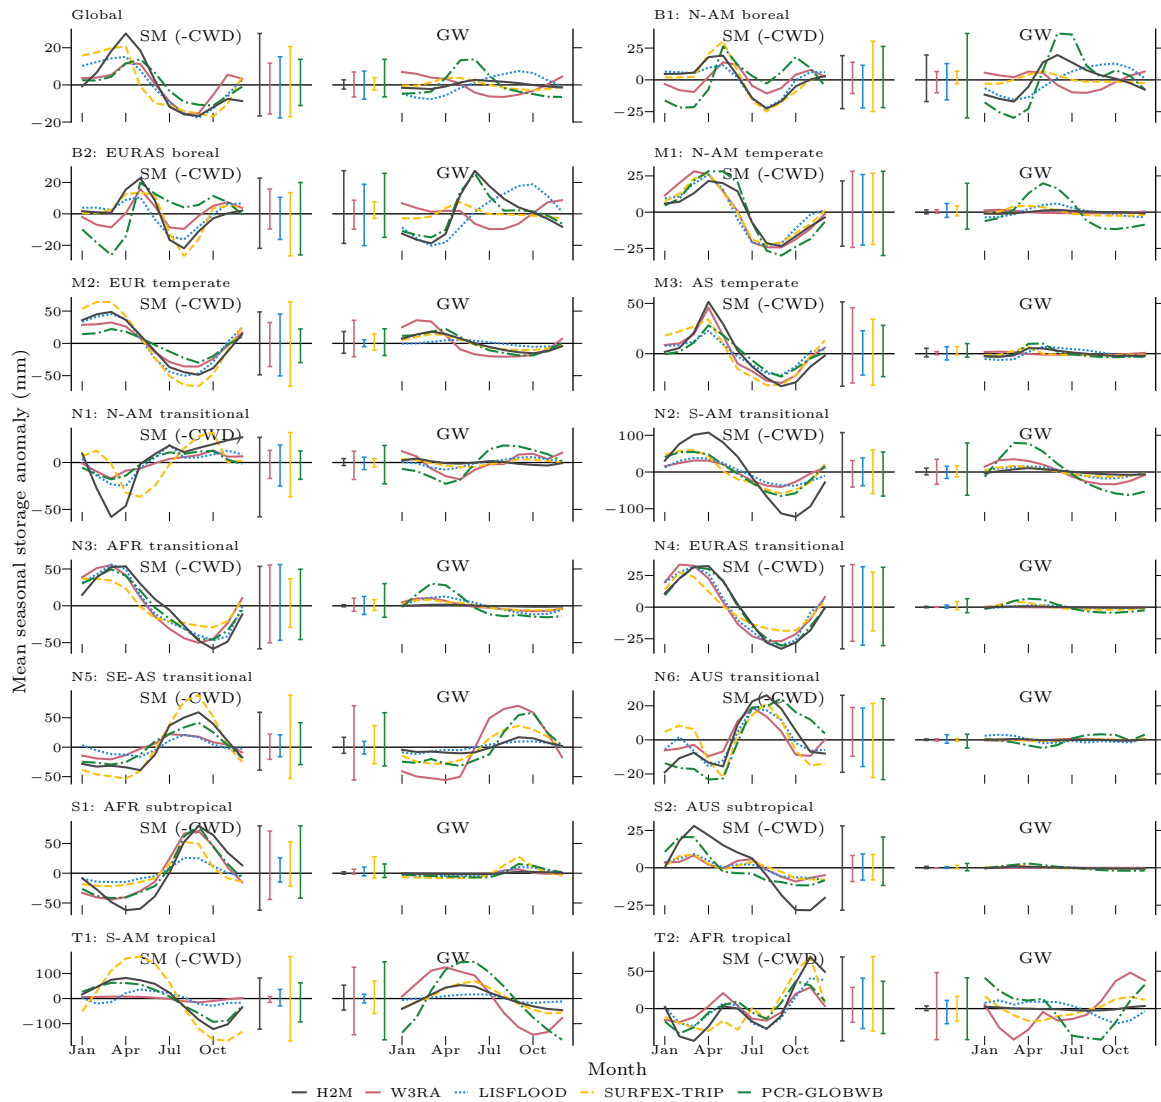 Global
B1: N-AM boreal
SM (-CWD)
GW
SM (-CWD)
GW
20
0
−20
25
0
−25
B2: EURAS boreal
M1: N-AM temperate
SM (-CWD)
GW
SM (-CWD)
GW
20
0
−20
25
0
−25
M2: EUR temperate
M3: AS temperate
SM (-CWD)
GW
SM (-CWD)
GW
50
0
−50
50
0
N1: N-AM transitional
N2: S-AM transitional
SM (-CWD)
GW
SM (-CWD)
GW
0
−50
100
0
−100
N3: AFR transitional
N4: EURAS transitional
SM (-CWD)
GW
SM (-CWD)
GW
50
0
−50
25
0
−25
N5: SE-AS transitional
N6: AUS transitional
SM (-CWD)
GW
SM (-CWD)
GW
50
0
−50
20
0
−20
S1: AFR subtropical
S2: AUS subtropical
SM (-CWD)
GW
SM (-CWD)
GW
50
0
−50
25
0
−25
T1: S-AM tropical
T2: AFR tropical
SM (-CWD)
GW
SM (-CWD)
GW
100
0
−100
50
0
Jan Apr Jul Oct
Jan Apr Jul Oct
Jan Apr Jul Oct
Jan Apr Jul Oct
Mean seasonal storage anomaly (mm)
Month
H2M W3RA LISFLOOD SURFEX-TRIP PCR-GLOBWB